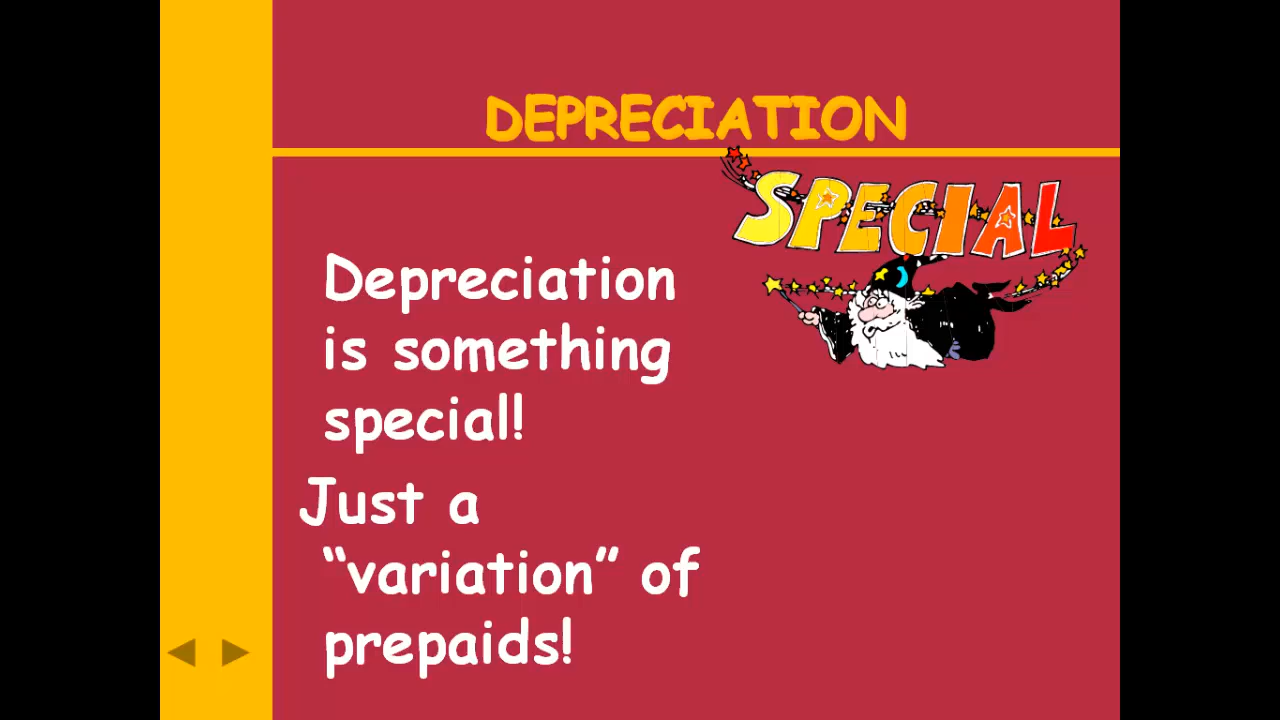 DEPRECIATION
SPECIAL
Depreciation
is something
special!
Just a
“variation” of
prepaids!